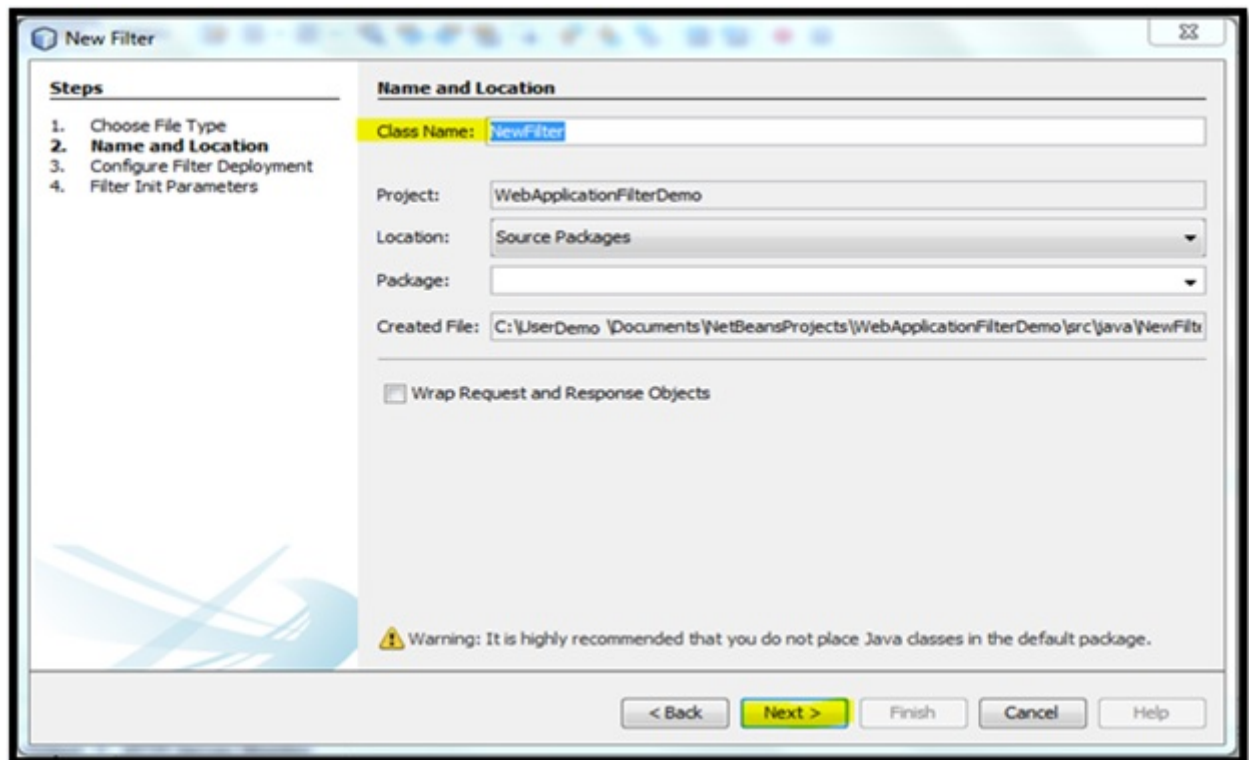 New Filter
Steps
1. Choose File Type
2. Name and Location
3. Configure Filter Deployment
4. Filter Init Parameters
Name and Location
Class Name: NewFilter
Project: WebApplicationFilterDemo
Location: Source Packages
Package:
Created File: C:\UserDemo \Documents\NetBeansProjects\WebApplicationFilterDemo\src\java\NewFilte
Wrap Request and Response Objects
Warning: It is highly recommended that you do not place Java classes in the default package.
< Back Next > Finish Cancel Help